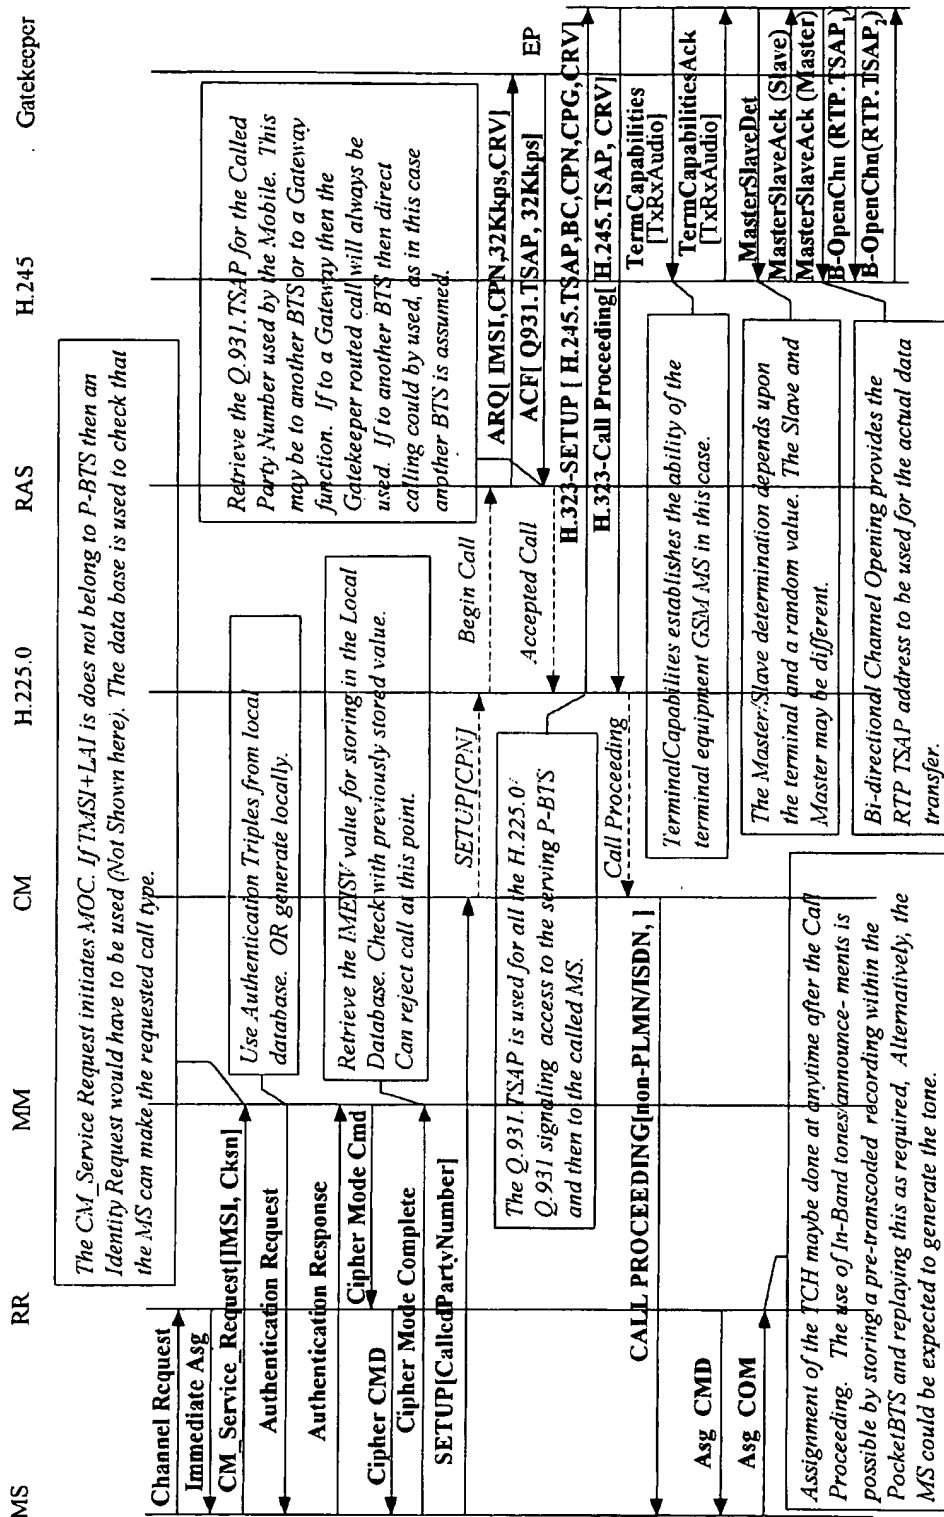 MS
RR
MM
CM
H.225.0
RAS
H.245
Gatekeeper
The CM_Service Request initiates MOC. If TMSI+LAI is does not belong to P-BTS then an
Identity Request would have to be used (Not Shown here). The data base is used to check that
the MS can make the requested call type.
Channel Request
Immediate Asg
CM_Service_Request[IMSI, Cksn]
Use Authentication Triples from local
database. OR generate locally.
Authentication Request
Authentication Response
Retrieve the IMEISV value for storing in the Local
Database. Check with previously stored value.
Can reject call at this point.
Cipher Mode Cmd
Cipher CMD
Cipher Mode Complete
SETUP[CalledPartyNumber]
SETUP[CPN]
Begin Call
Retrieve the Q.931.TSAP for the Called
Party Number used by the Mobile. This
may be to another BTS or to a Gateway
function. If to a Gateway then the
Gatekeeper routed call will always be
used. If to another BTS then direct
calling could by used, as in this case
another BTS is assumed.
ARQ[ IMSI,CPN,32Kkps,CRV]
ACF[ Q931.TSAP, 32Kkps]
EP
Accepted Call
The Q.931.TSAP is used for all the H.225.0/
Q.931 signaling access to the serving P-BTS
and then to the called MS.
H.323-SETUP [ H.245.TSAP,BC,CPN,CPG,CRV]
H.323-Call Proceeding[ H.245.TSAP, CRV]
Call Proceeding
CALL PROCEEDING[non-PLMN/ISDN, ]
TermCapabilities
[TxRxAudio]
TermCapabilitiesAck
[TxRxAudio]
TerminalCapabilites establishes the ability of the
terminal equipment GSM MS in this case.
Asg CMD
Asg COM
MasterSlaveDet
MasterSlaveAck (Slave)
MasterSlaveAck (Master)
The Master/Slave determination depends upon
the terminal and a random value. The Slave and
Master may be different.
B-OpenChn (RTP.TSAP1)
B-OpenChn(RTP.TSAP2)
Bi-directional Channel Opening provides the
RTP TSAP address to be used for the actual data
transfer.
Assignment of the TCH maybe done at anytime after the Call
Proceeding. The use of In-Band tones/announce- ments is
possible by storing a pre-transcoded recording within the
PocketBTS and replaying this as required, Alternatively, the
MS could be expected to generate the tone.